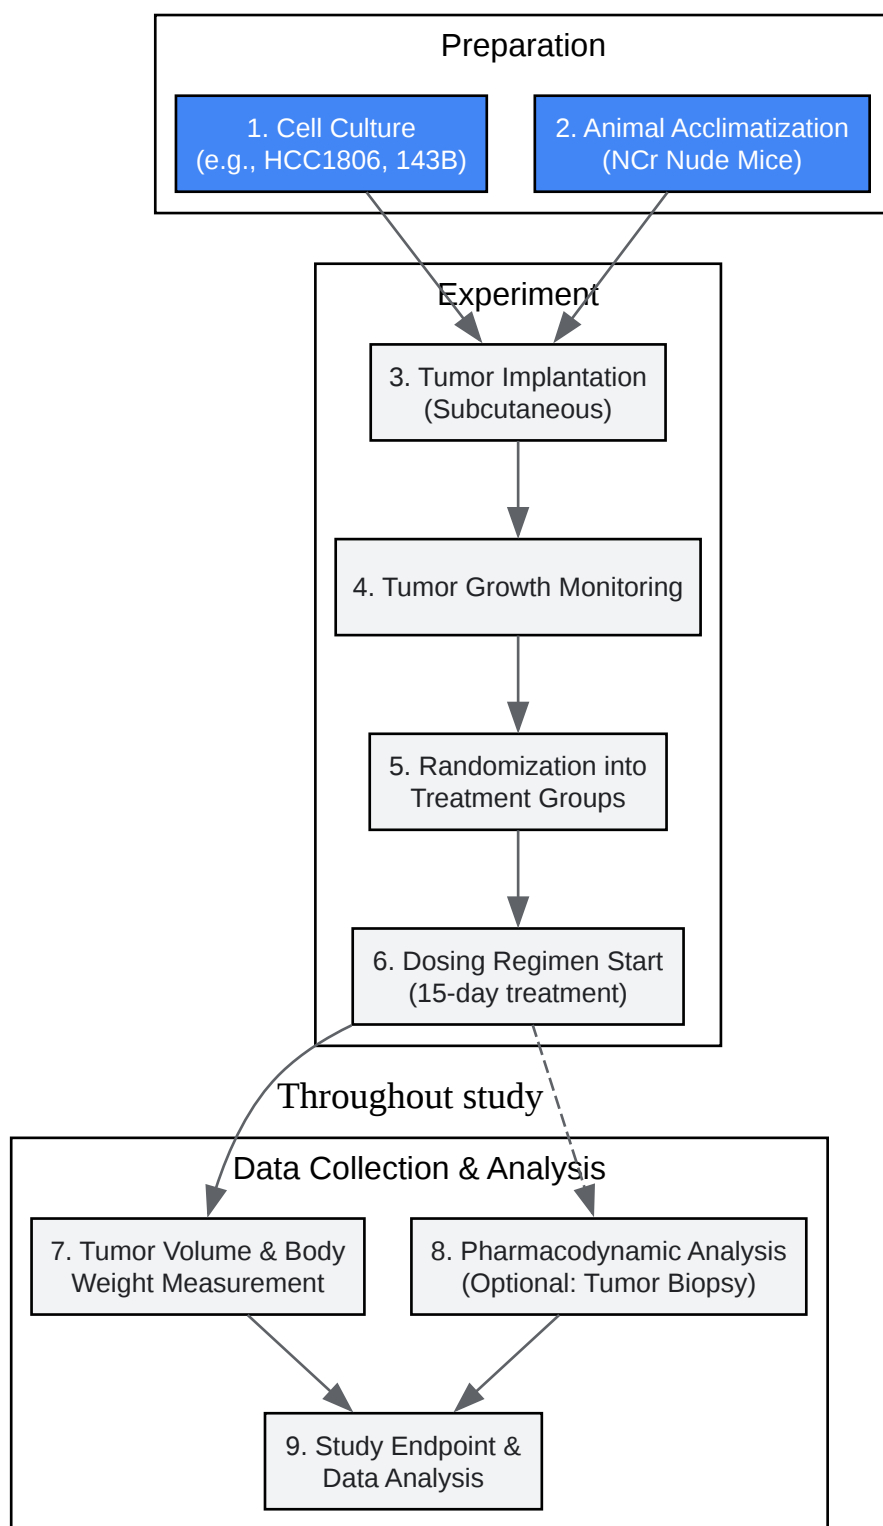 Preparation
1. Cell Culture
(e.g., HCC1806, 143B)
2. Animal Acclimatization
(NCr Nude Mice)
Experiment
3. Tumor Implantation
(Subcutaneous)
4. Tumor Growth Monitoring
5. Randomization into
Treatment Groups
6. Dosing Regimen Start
(15-day treatment)
Throughout study
Data Collection & Analysis
7. Tumor Volume & Body
Weight Measurement
8. Pharmacodynamic Analysis
(Optional: Tumor Biopsy)
9. Study Endpoint &
Data Analysis